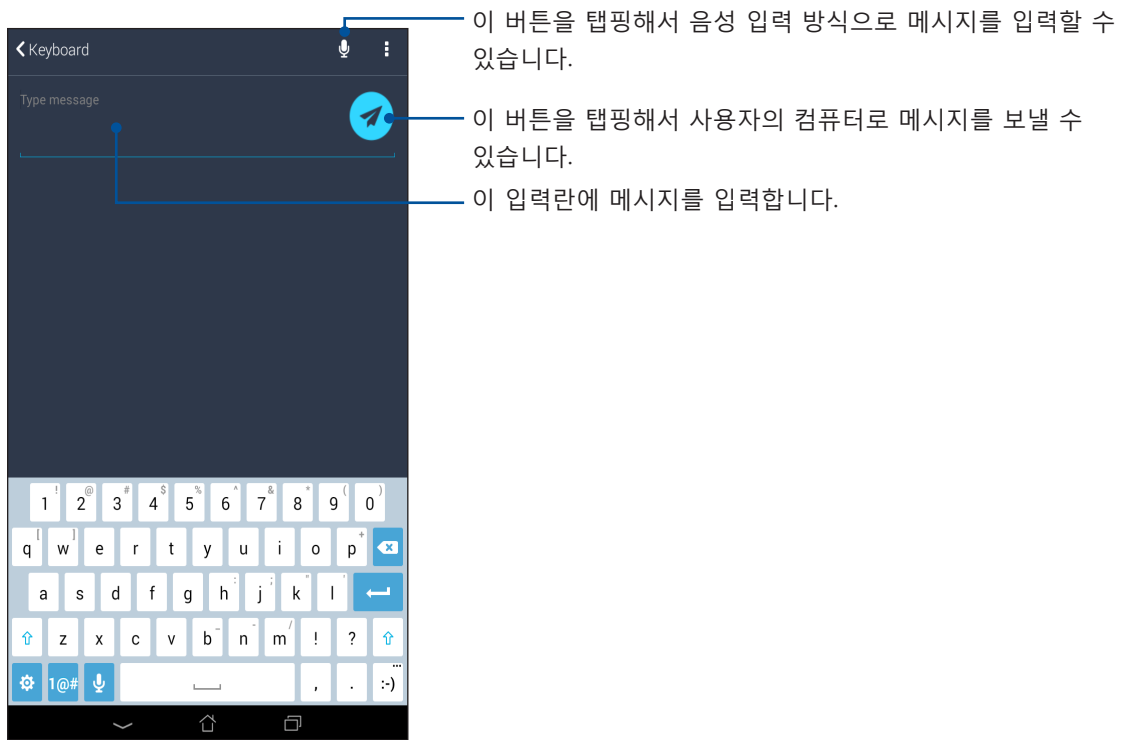 이 버튼을 탭핑해서 음성 입력 방식으로 메시지를 입력할 수
있습니다.
Keyboard
Type message
이 버튼을 탭핑해서 사용자의 컴퓨터로 메시지를 보낼 수
있습니다.
이 입력란에 메시지를 입력합니다.
1 ! 2 @ 3 # 4 $ 5 % 6 ^ 7 & 8 * 9 ( 0 )
q [ w ] e r t y u i o p +
a s d f g h : j ; k " l '
z x c v b - n - m / ! ?
1@# , . ... :-)